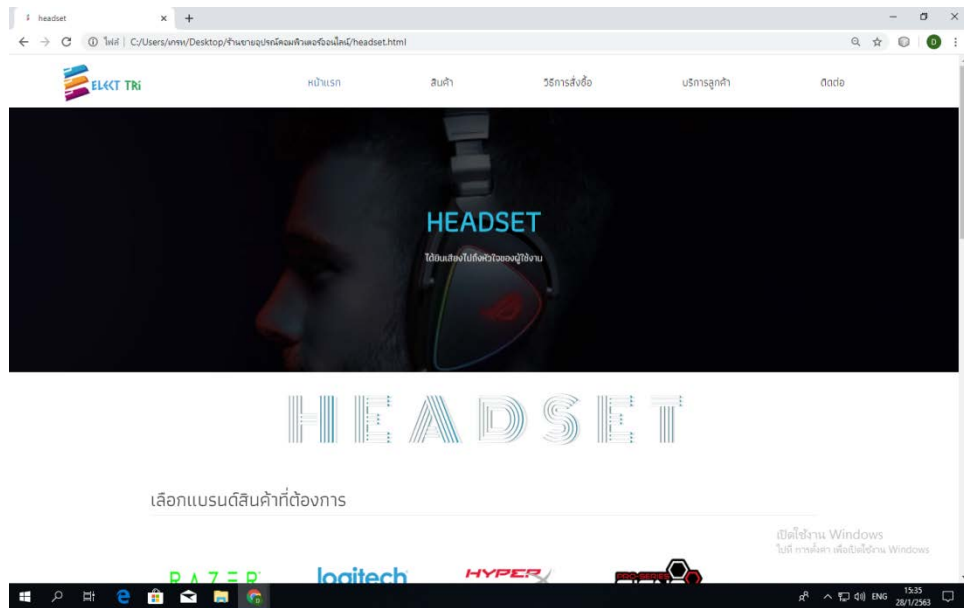 headset
ไฟล์ | C:/Users/เกรษ/Desktop/ร้านขายอุปรณ์คอมพิวเตอร์ออนไลน์/headset.html
ELECT TRi
หน้าแรก สินค้า วิธีการสั่งซื้อ บริการลูกค้า ติดต่อ
HEADSET
ได้ยินเสียงไปถึงหัวใจของผู้ใช้งาน
HEADSET
เลือกแบรนด์สินค้าที่ต้องการ
เปิดใช้งาน Windows
ไปที่ การตั้งค่า เพื่อเปิดใช้งาน Windows
RAZER logitech HYPERX PRO-SERIES
ENG 15:35
28/1/2563